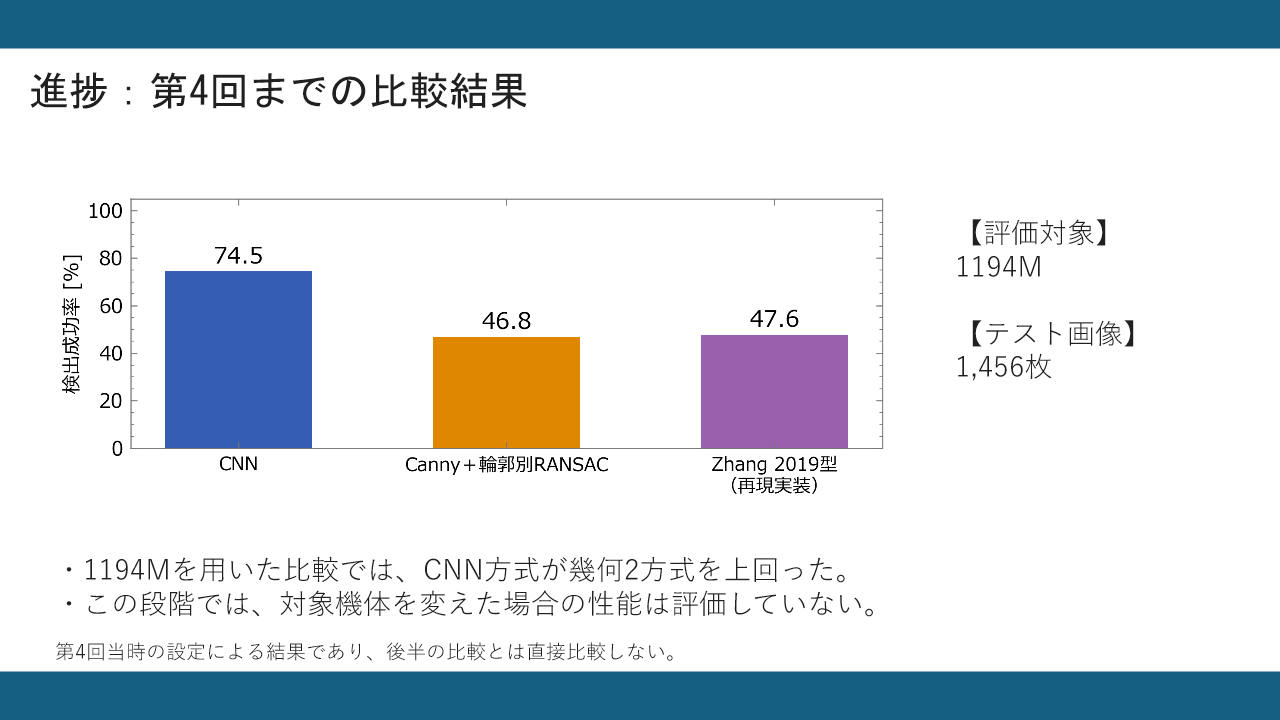 進捗：第4回までの比較結果
100
80
60
40
20
0
検出成功率 [%]
74.5
46.8
47.6
CNN
Canny＋輪郭別RANSAC
Zhang 2019型
（再現実装）
【評価対象】
1194M
【テスト画像】
1,456枚
・1194Mを用いた比較では、CNN方式が幾何2方式を上回った。
・この段階では、対象機体を変えた場合の性能は評価していない。
第4回当時の設定による結果であり、後半の比較とは直接比較しない。